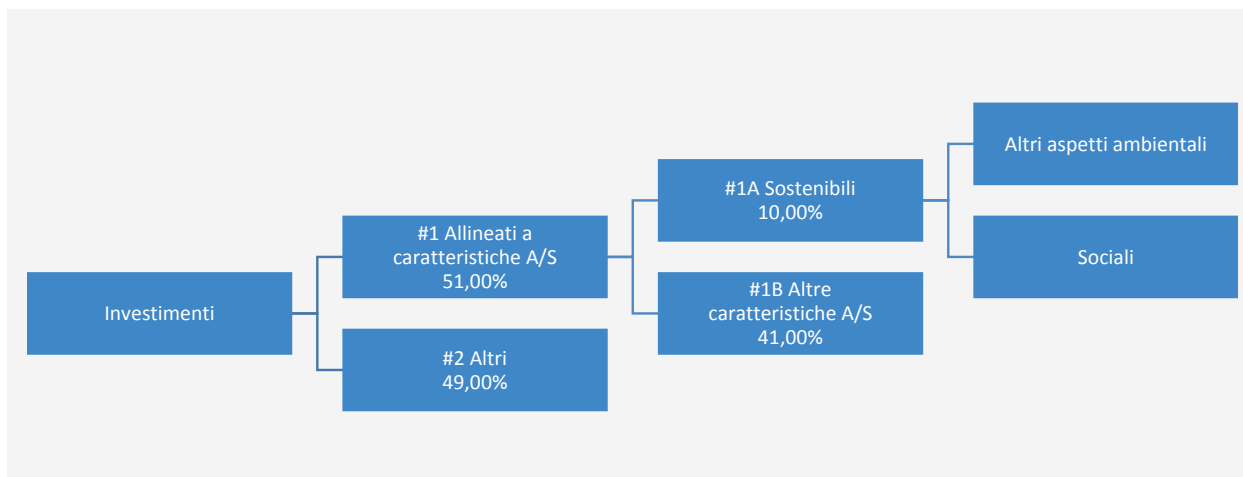 Investimenti
#1 Allineati a
caratteristiche A/S
51,00%
#2 Altri
49,00%
#1A Sostenibili
10,00%
#1B Altre
caratteristiche A/S
41,00%
Altri aspetti ambientali
Sociali